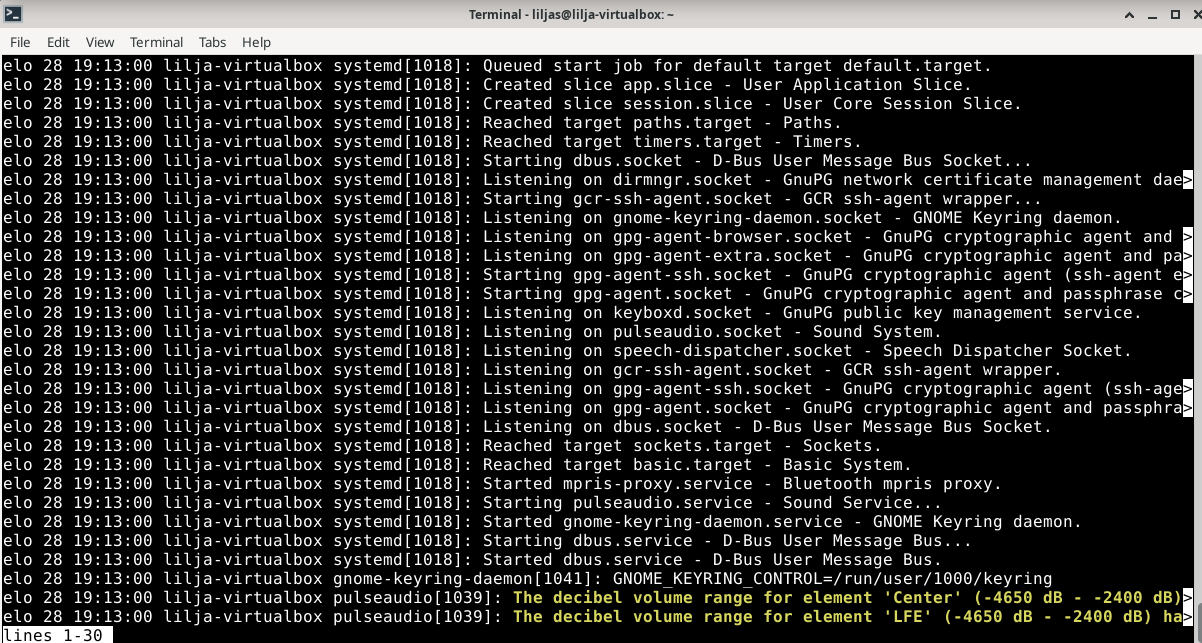 Terminal - liljas@lilja-virtualbox: ~
File Edit View Terminal Tabs Help
elo 28 19:13:00 lilja-virtualbox systemd[1018]: Queued start job for default target default.target.
elo 28 19:13:00 lilja-virtualbox systemd[1018]: Created slice app.slice - User Application Slice.
elo 28 19:13:00 lilja-virtualbox systemd[1018]: Created slice session.slice - User Core Session Slice.
elo 28 19:13:00 lilja-virtualbox systemd[1018]: Reached target paths.target - Paths.
elo 28 19:13:00 lilja-virtualbox systemd[1018]: Reached target timers.target - Timers.
elo 28 19:13:00 lilja-virtualbox systemd[1018]: Starting dbus.socket - D-Bus User Message Bus Socket...
elo 28 19:13:00 lilja-virtualbox systemd[1018]: Listening on dirmngr.socket - GnuPG network certificate management dae>
elo 28 19:13:00 lilja-virtualbox systemd[1018]: Starting gcr-ssh-agent.socket - GCR ssh-agent wrapper...
elo 28 19:13:00 lilja-virtualbox systemd[1018]: Listening on gnome-keyring-daemon.socket - GNOME Keyring daemon.
elo 28 19:13:00 lilja-virtualbox systemd[1018]: Listening on gpg-agent-browser.socket - GnuPG cryptographic agent and >
elo 28 19:13:00 lilja-virtualbox systemd[1018]: Listening on gpg-agent-extra.socket - GnuPG cryptographic agent and pa>
elo 28 19:13:00 lilja-virtualbox systemd[1018]: Starting gpg-agent-ssh.socket - GnuPG cryptographic agent (ssh-agent e>
elo 28 19:13:00 lilja-virtualbox systemd[1018]: Starting gpg-agent.socket - GnuPG cryptographic agent and passphrase c>
elo 28 19:13:00 lilja-virtualbox systemd[1018]: Listening on keyboxd.socket - GnuPG public key management service.
elo 28 19:13:00 lilja-virtualbox systemd[1018]: Listening on pulseaudio.socket - Sound System.
elo 28 19:13:00 lilja-virtualbox systemd[1018]: Listening on speech-dispatcher.socket - Speech Dispatcher Socket.
elo 28 19:13:00 lilja-virtualbox systemd[1018]: Listening on gcr-ssh-agent.socket - GCR ssh-agent wrapper.
elo 28 19:13:00 lilja-virtualbox systemd[1018]: Listening on gpg-agent-ssh.socket - GnuPG cryptographic agent (ssh-age>
elo 28 19:13:00 lilja-virtualbox systemd[1018]: Listening on gpg-agent.socket - GnuPG cryptographic agent and passphra>
elo 28 19:13:00 lilja-virtualbox systemd[1018]: Listening on dbus.socket - D-Bus User Message Bus Socket.
elo 28 19:13:00 lilja-virtualbox systemd[1018]: Reached target sockets.target - Sockets.
elo 28 19:13:00 lilja-virtualbox systemd[1018]: Reached target basic.target - Basic System.
elo 28 19:13:00 lilja-virtualbox systemd[1018]: Started mpris-proxy.service - Bluetooth mpris proxy.
elo 28 19:13:00 lilja-virtualbox systemd[1018]: Starting pulseaudio.service - Sound Service...
elo 28 19:13:00 lilja-virtualbox systemd[1018]: Started gnome-keyring-daemon.service - GNOME Keyring daemon.
elo 28 19:13:00 lilja-virtualbox systemd[1018]: Starting dbus.service - D-Bus User Message Bus...
elo 28 19:13:00 lilja-virtualbox systemd[1018]: Started dbus.service - D-Bus User Message Bus.
elo 28 19:13:00 lilja-virtualbox gnome-keyring-daemon[1041]: GNOME_KEYRING_CONTROL=/run/user/1000/keyring
elo 28 19:13:00 lilja-virtualbox pulseaudio[1039]: The decibel volume range for element 'Center' (-4650 dB - -2400 dB)>
elo 28 19:13:00 lilja-virtualbox pulseaudio[1039]: The decibel volume range for element 'LFE' (-4650 dB - -2400 dB) ha>
lines 1-30